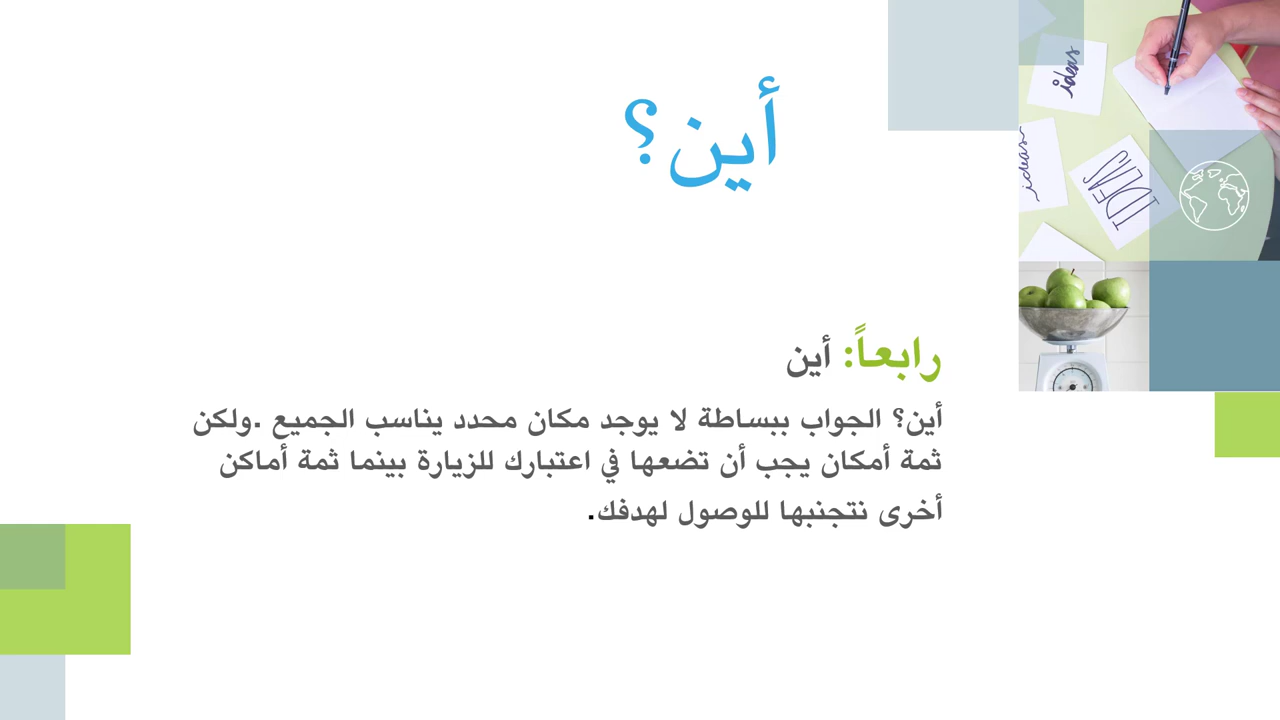 أين؟
ideas
ideas
IDEAS
رابعاً: أين
أين؟ الجواب ببساطة لا يوجد مكان محدد يناسب الجميع .ولكن
ثمة أمكان يجب أن تضعها في اعتبارك للزيارة بينما ثمة أماكن
أخرى نتجنبها للوصول لهدفك.